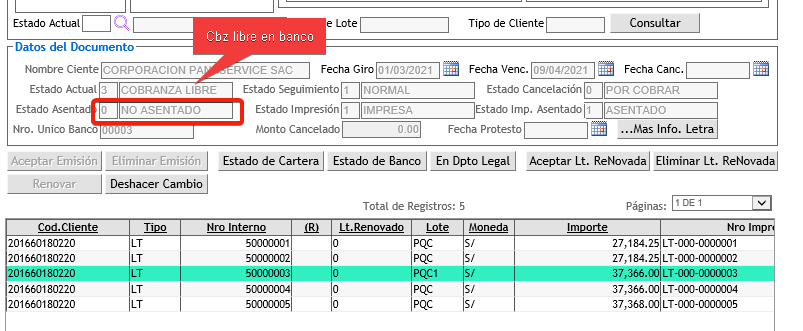 Estado Actual de Lote Tipo de Cliente Consultar
Cbz libre en banco
Datos del Documento
Nombre Ciente CORPORACION PANASERVICE SAC Fecha Giro 01/03/2021 Fecha Venc. 09/04/2021 Fecha Canc.
Estado Actual 3 COBRANZA LIBRE Estado Seguimiento 1 NORMAL Estado Cancelación 0 POR COBRAR
Estado Asentado 0 NO ASENTADO Estado Impresión 1 IMPRESA Estado Imp. Asentado 1 ASENTADO
Nro. Unico Banco 00003 Monto Cancelado 0.00 Fecha Protesto ...Mas Info. Letra
Aceptar Emisión Eliminar Emisión Estado de Cartera Estado de Banco En Dpto Legal Aceptar Lt. ReNovada Eliminar Lt. ReNovada
Renovar Deshacer Cambio
Total de Registros: 5 Páginas: 1 DE 1
Cod.Cliente Tipo Nro Interno (R) Lt.Renovado Lote Moneda Importe Nro Impre
201660180220 LT 50000001 0 PQC S/ 27,184.25 LT-000-0000001
201660180220 LT 50000002 0 PQC S/ 27,184.25 LT-000-0000002
201660180220 LT 50000003 0 PQC1 S/ 37,366.00 LT-000-0000003
201660180220 LT 50000004 0 PQC S/ 37,366.00 LT-000-0000004
201660180220 LT 50000005 0 PQC S/ 37,368.00 LT-000-0000005